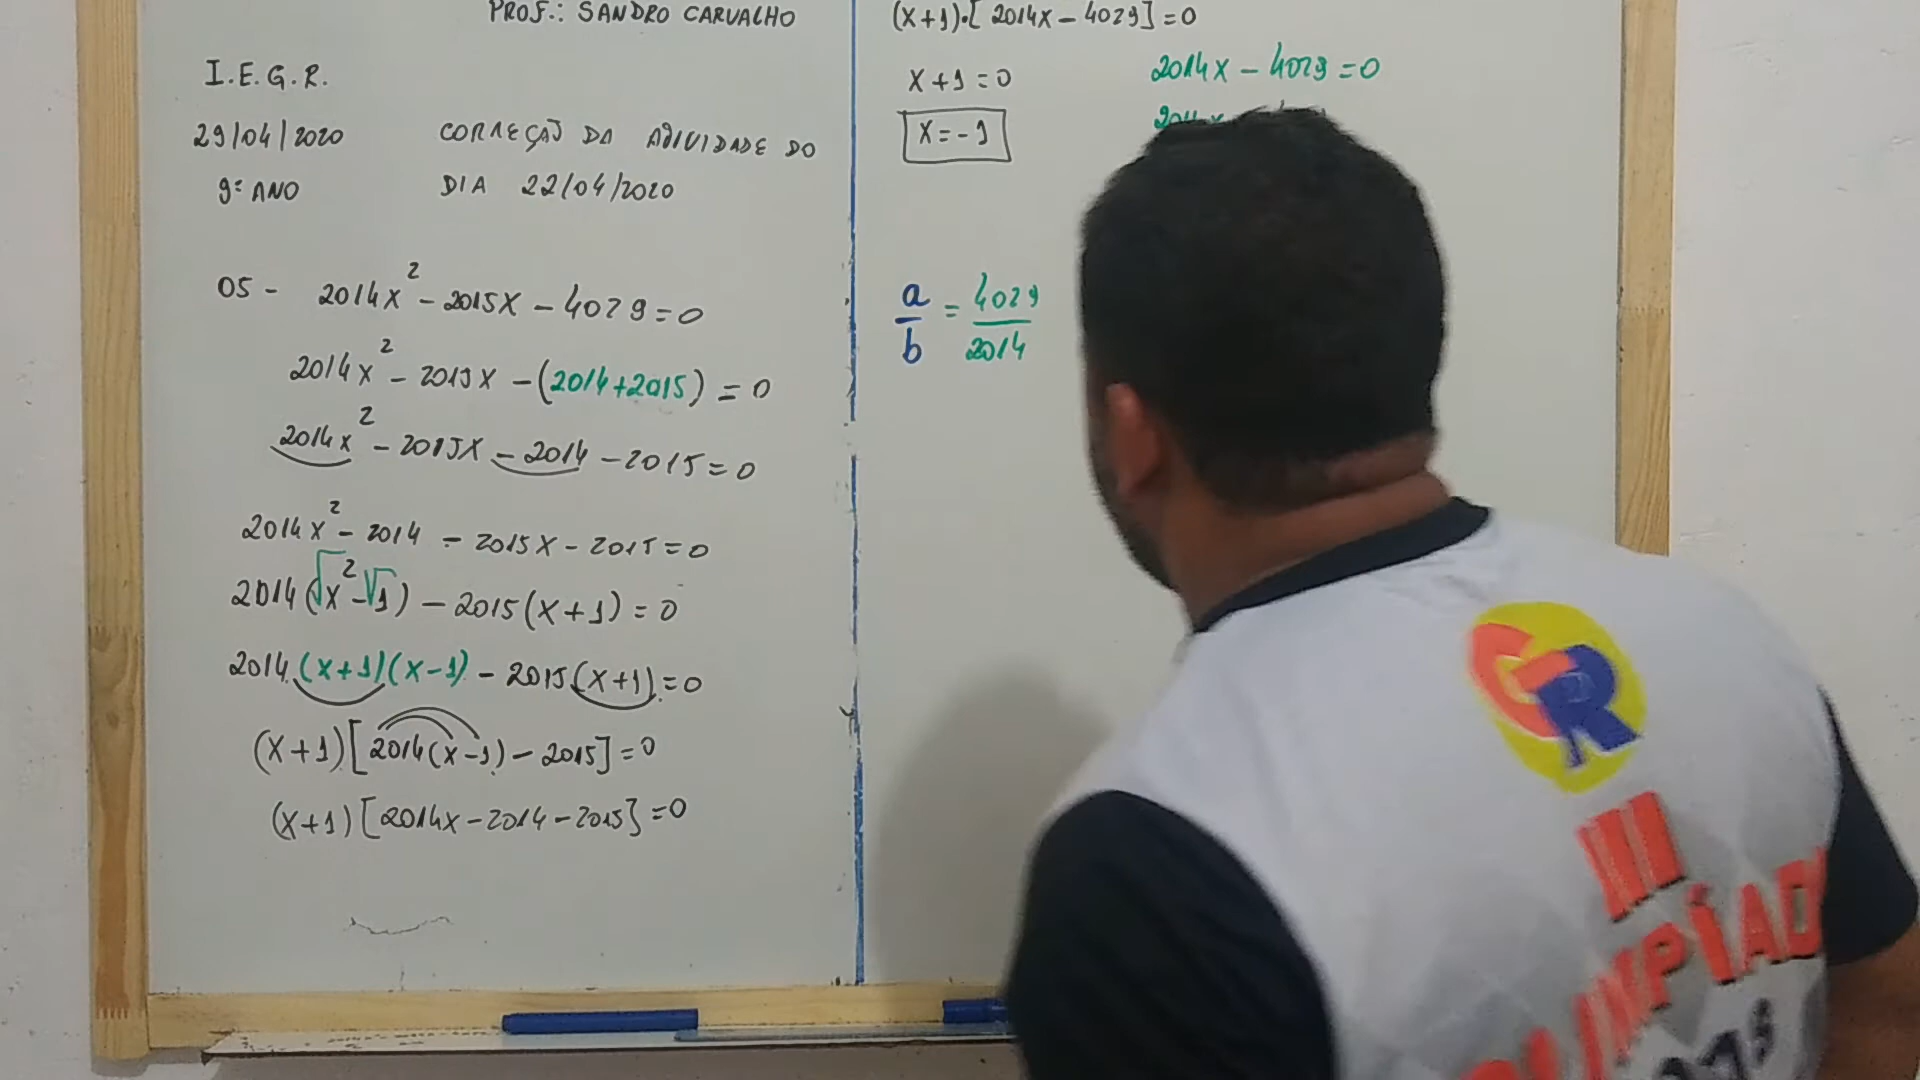 PROF.: SANDRO CARVALHO
I.E.G.R.
29/04/2020
9º ANO
CORREÇAO DA ATIVIDADE DO
DIA 22/04/2020
05 - 2014x² - 2015x - 4029 = 0
2014x² - 2015x - (2014+2015) = 0
2014x² - 2015x - 2014 - 2015 = 0
2014x² - 2014 - 2015x - 2015 = 0
2014(√x² - √1) - 2015(x+1) = 0
2014.(x+1)(x-1) - 2015(x+1) = 0
(x+1)[2014(x-1) - 2015] = 0
(x+1)[2014x - 2014 - 2015] = 0
(x+1)·[2014x - 4029] = 0
x+1 = 0
x = -1
2014x - 4029 = 0
a/b = 4029/2014
GR
III